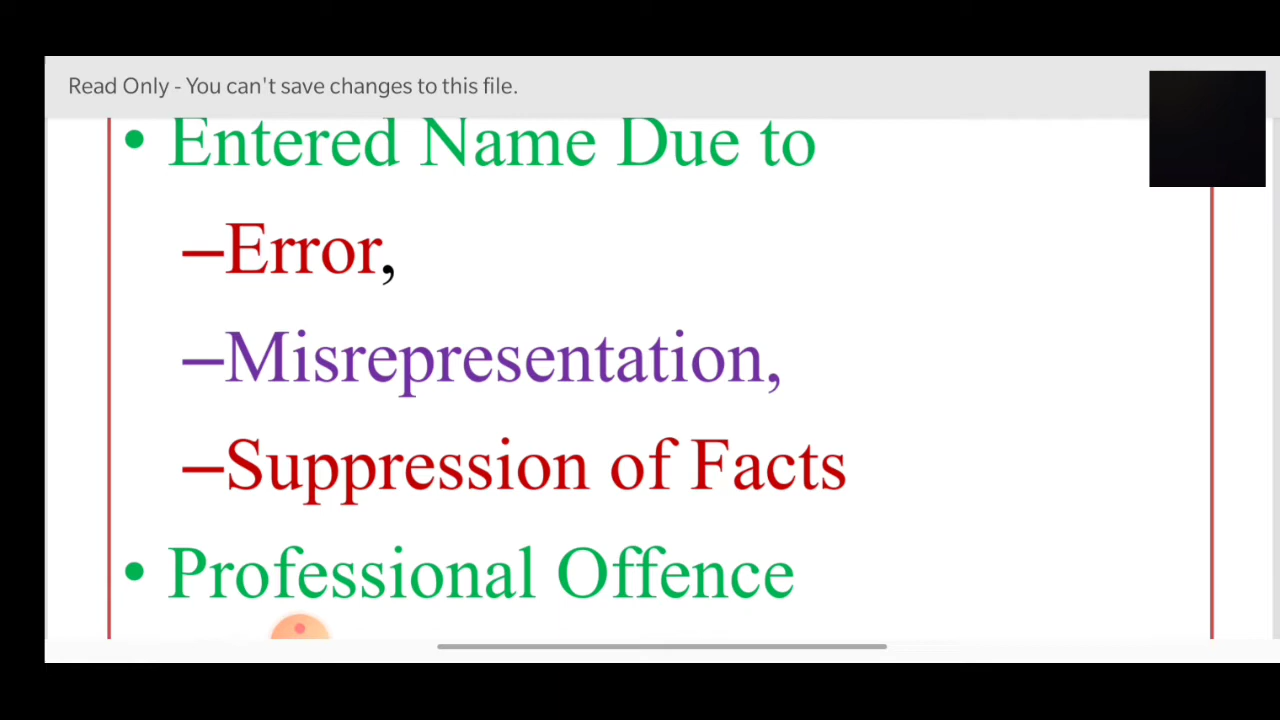 Read Only - You can't save changes to this file.
• Entered Name Due to
–Error,
–Misrepresentation,
–Suppression of Facts
• Professional Offence